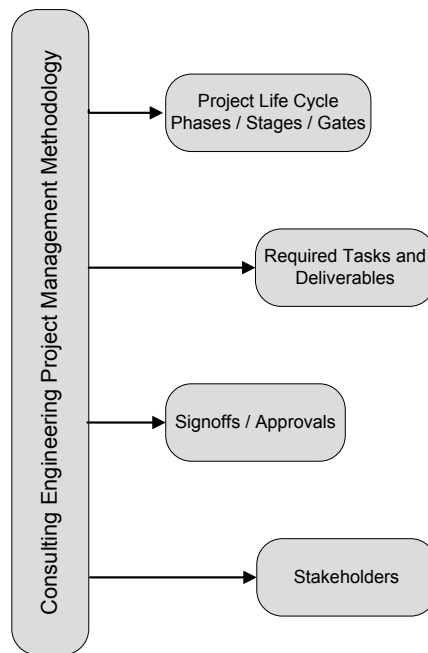 Consulting Engineering Project Management Methodology
Project Life Cycle
Phases / Stages / Gates
Required Tasks and
Deliverables
Signoffs / Approvals
Stakeholders